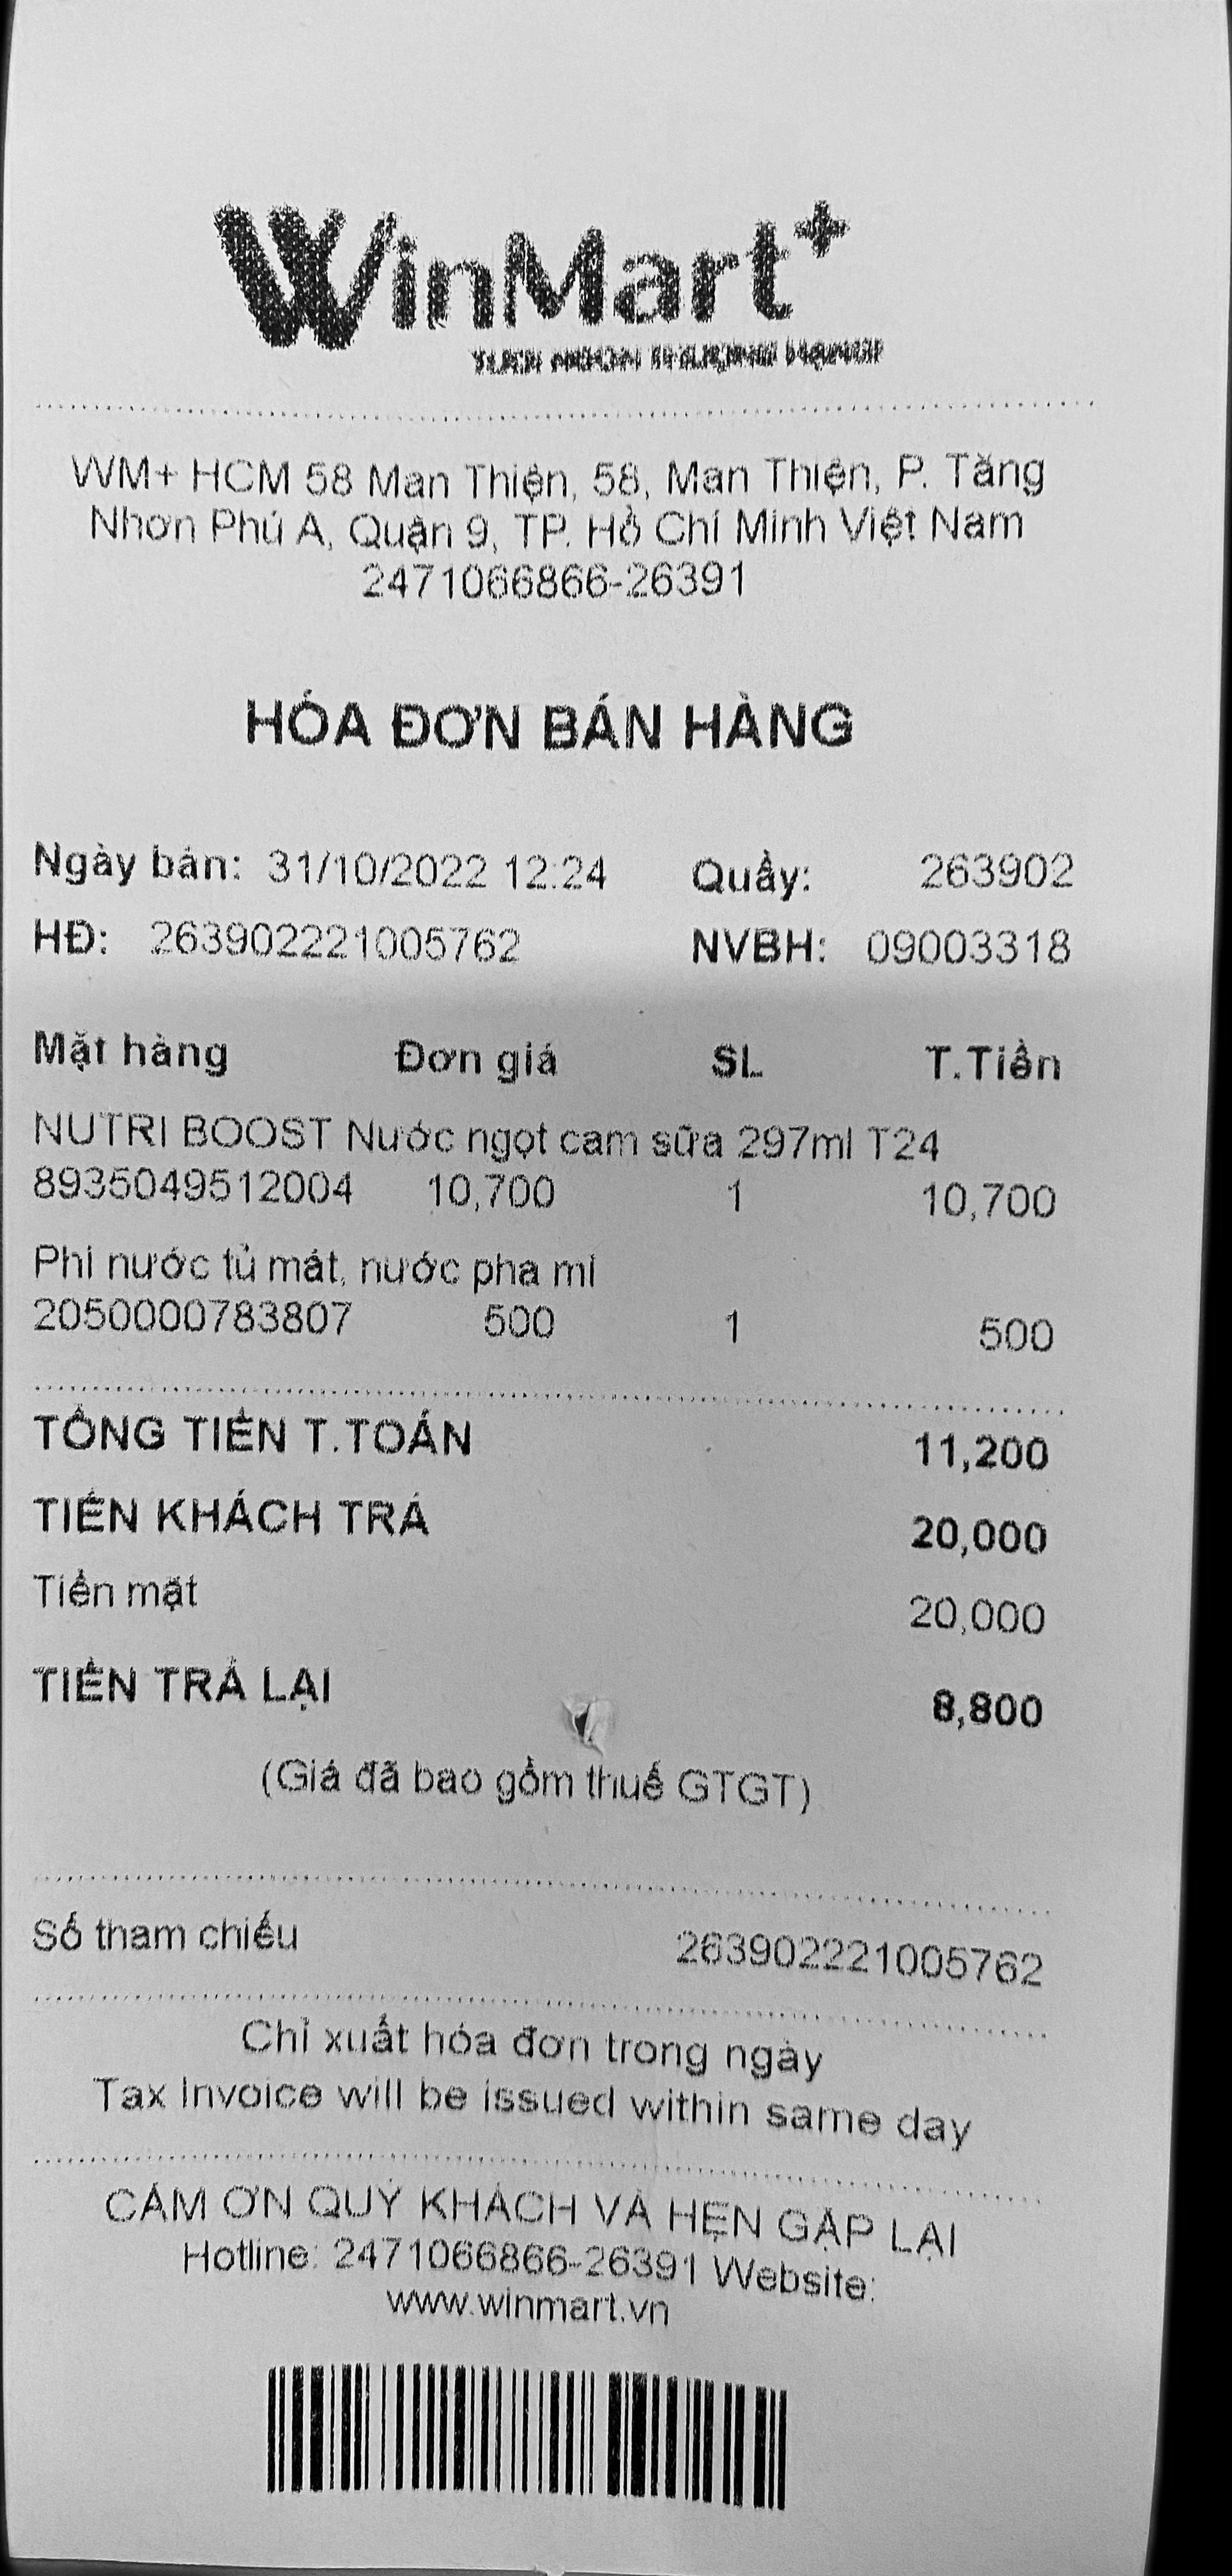 WinMart+
WM+ HCM 58 Man Thiện, 58, Man Thiện, P. Tăng
Nhơn Phú A, Quận 9, TP. Hồ Chí Minh Việt Nam
2471066866-26391
HÓA ĐƠN BÁN HÀNG
Ngày bán: 31/10/2022 12:24 Quầy: 263902
HĐ: 263902221005762 NVBH: 09003318
Mặt hàng Đơn giá SL T.Tiền
NUTRI BOOST Nước ngọt cam sữa 297ml T24
8935049512004 10,700 1 10,700
Phí nước tủ mát, nước pha mì
2050000783807 500 1 500
TỔNG TIỀN T.TOÁN 11,200
TIỀN KHÁCH TRẢ 20,000
Tiền mặt 20,000
TIỀN TRẢ LẠI 8,800
(Giá đã bao gồm thuế GTGT)
Số tham chiếu 263902221005762
Chỉ xuất hóa đơn trong ngày
Tax Invoice will be issued within same day
CẢM ƠN QUÝ KHÁCH VÀ HẸN GẶP LẠI
Hotline: 2471066866-26391 Website:
www.winmart.vn